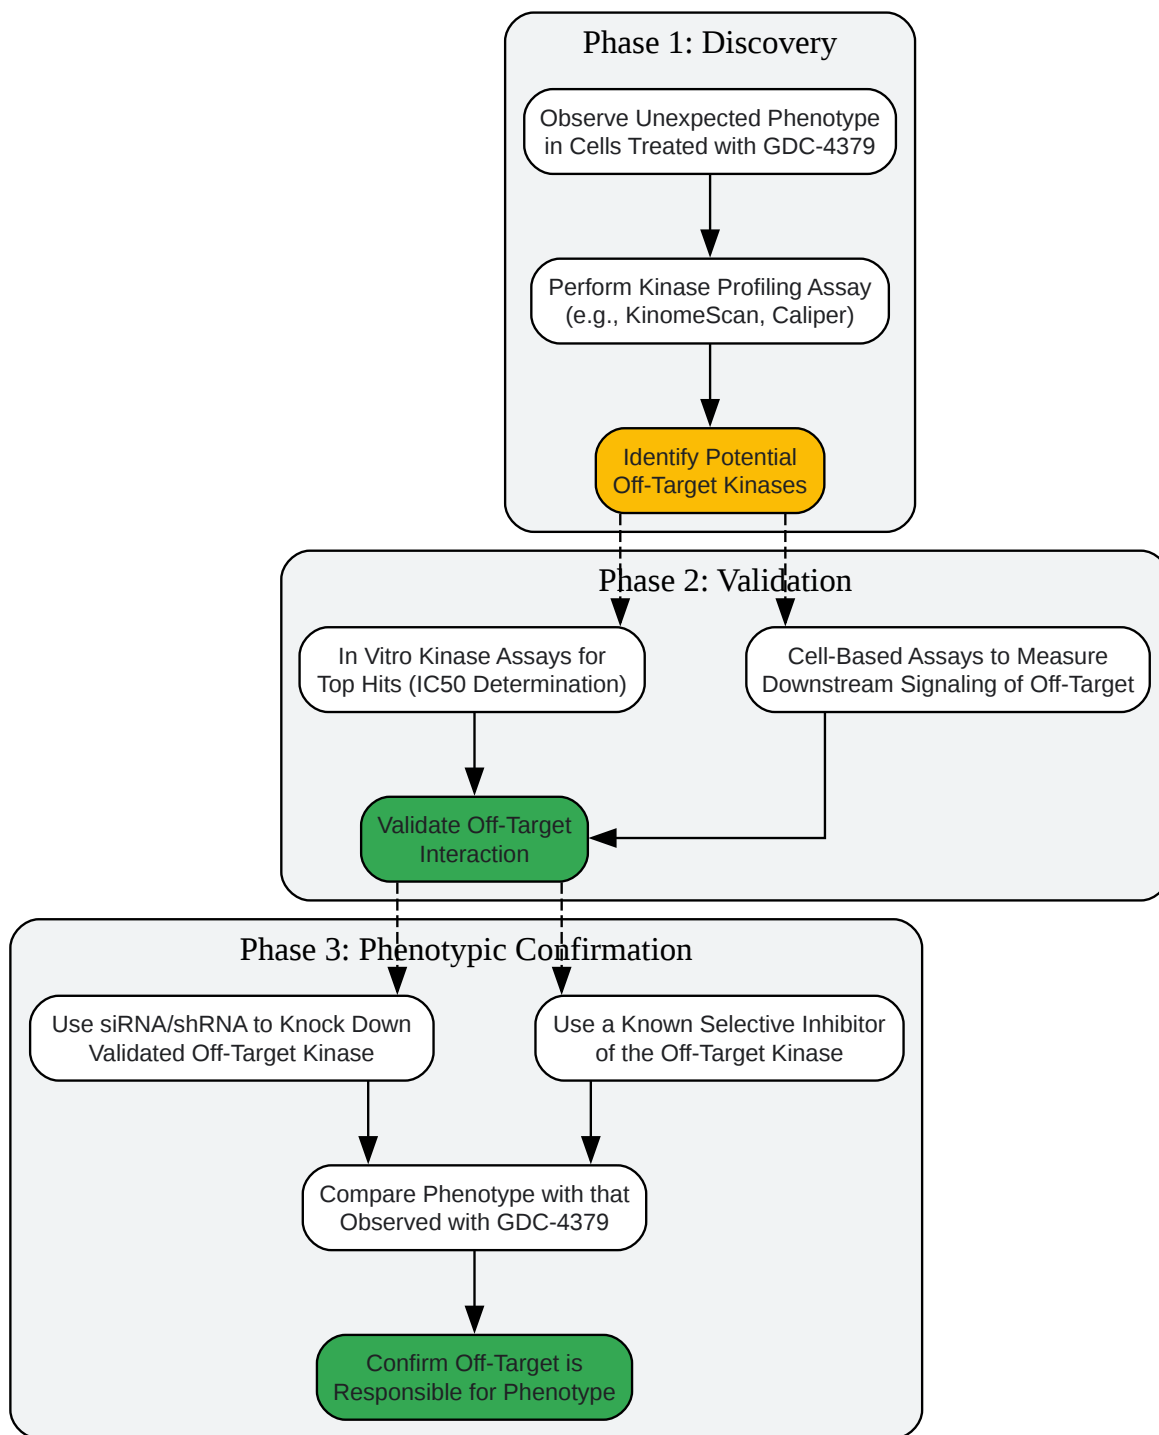 Phase 1: Discovery
Observe Unexpected Phenotype
in Cells Treated with GDC-4379
Perform Kinase Profiling Assay
(e.g., KinomeScan, Caliper)
Identify Potential
Off-Target Kinases
Phase 2: Validation
In Vitro Kinase Assays for
Top Hits (IC50 Determination)
Cell-Based Assays to Measure
Downstream Signaling of Off-Target
Validate Off-Target
Interaction
Phase 3: Phenotypic Confirmation
Use siRNA/shRNA to Knock Down
Validated Off-Target Kinase
Use a Known Selective Inhibitor
of the Off-Target Kinase
Compare Phenotype with that
Observed with GDC-4379
Confirm Off-Target is
Responsible for Phenotype